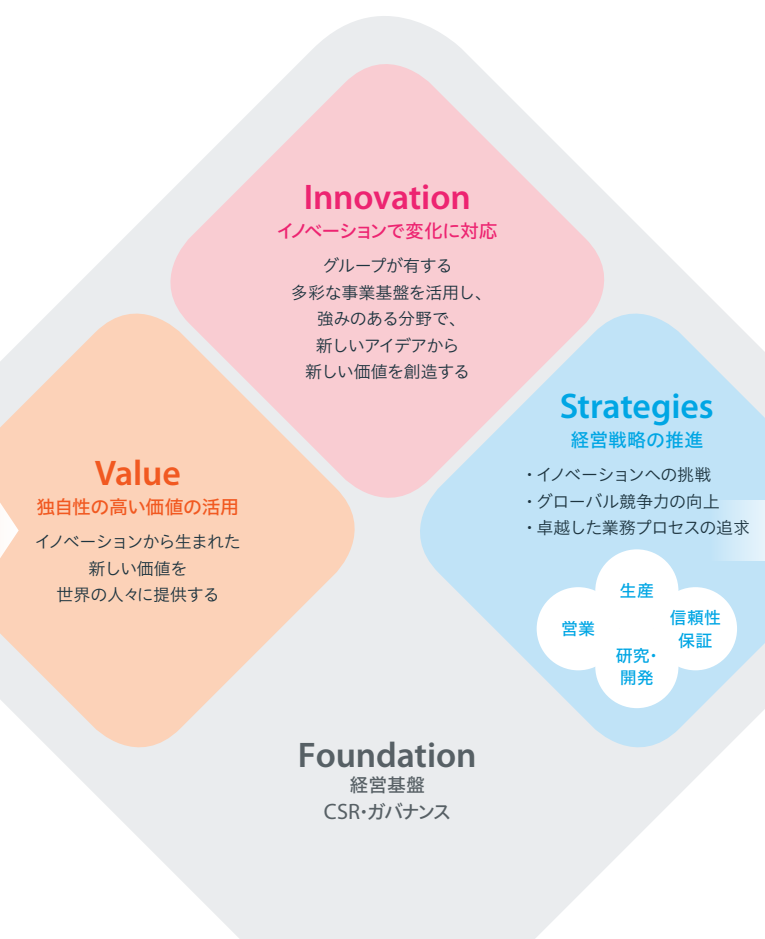 Innovation
イノベーションで変化に対応
グループが有する
多彩な事業基盤を活用し、
強みのある分野で、
新しいアイデアから
新しい価値を創造する
Value
独自性の高い価値の活用
イノベーションから生まれた
新しい価値を
世界の人々に提供する
Strategies
経営戦略の推進
・イノベーションへの挑戦
・グローバル競争力の向上
・卓越した業務プロセスの追求
生産
営業
信頼性
保証
研究・
開発
Foundation
経営基盤
CSR・ガバナンス